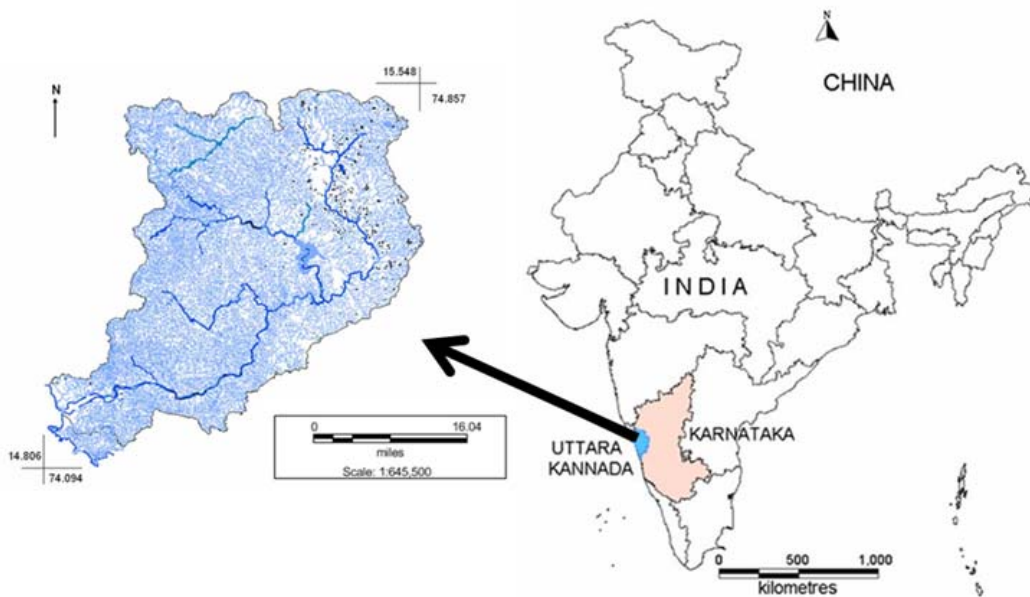 15.548
74.857
N
14.806
74.094
0 16.04
miles
Scale: 1:645,500
N
CHINA
INDIA
KARNATAKA
UTTARA
KANNADA
0 500 1,000
kilometres